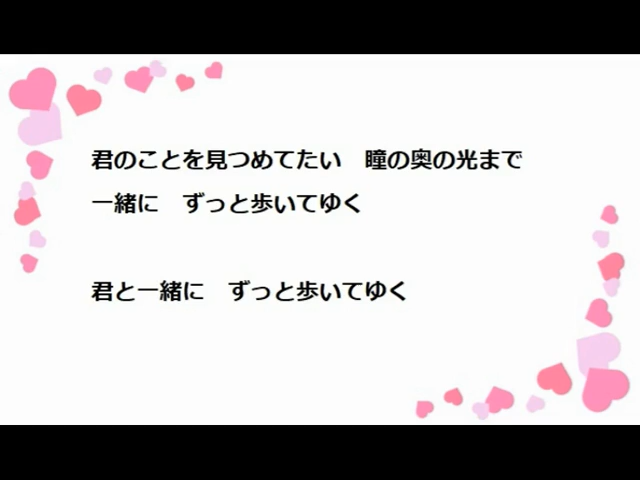 君のことを見つめてたい　瞳の奥の光まで
一緒に　ずっと歩いてゆく
君と一緒に　ずっと歩いてゆく